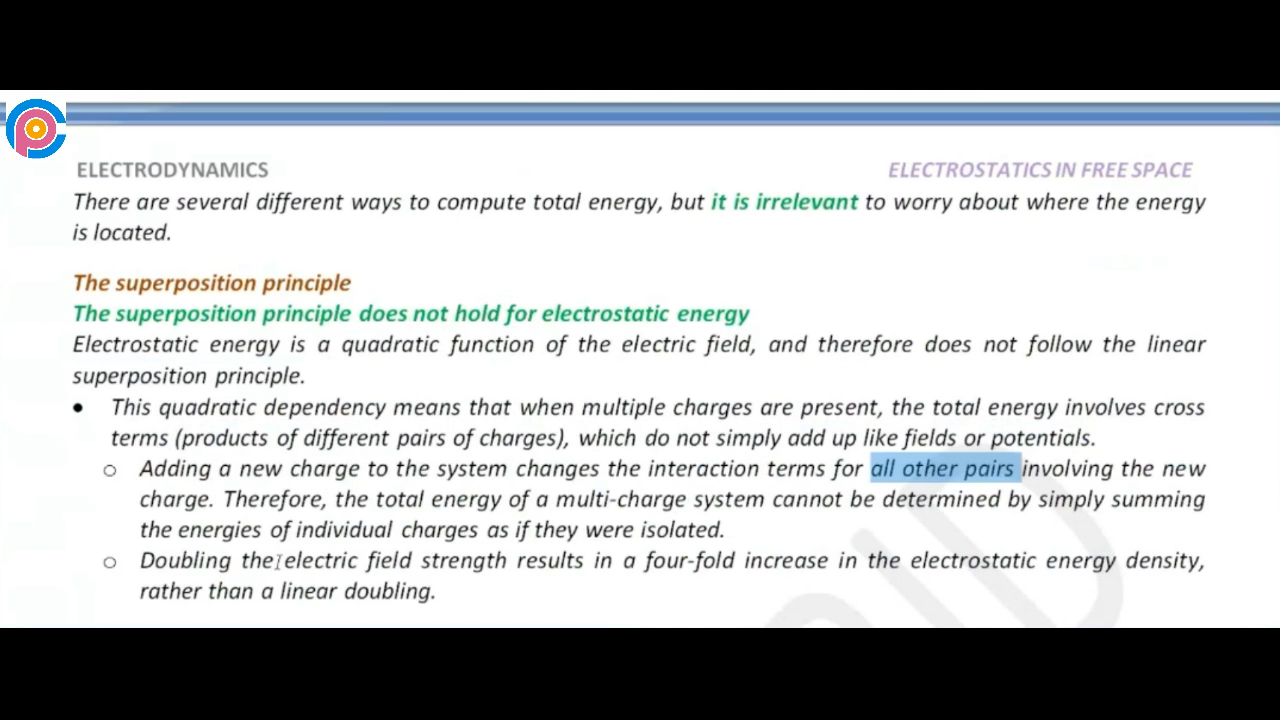 ELECTRODYNAMICS
ELECTROSTATICS IN FREE SPACE
There are several different ways to compute total energy, but it is irrelevant to worry about where the energy
is located.
The superposition principle
The superposition principle does not hold for electrostatic energy
Electrostatic energy is a quadratic function of the electric field, and therefore does not follow the linear
superposition principle.
• This quadratic dependency means that when multiple charges are present, the total energy involves cross
terms (products of different pairs of charges), which do not simply add up like fields or potentials.
o Adding a new charge to the system changes the interaction terms for all other pairs involving the new
charge. Therefore, the total energy of a multi-charge system cannot be determined by simply summing
the energies of individual charges as if they were isolated.
o Doubling the electric field strength results in a four-fold increase in the electrostatic energy density,
rather than a linear doubling.